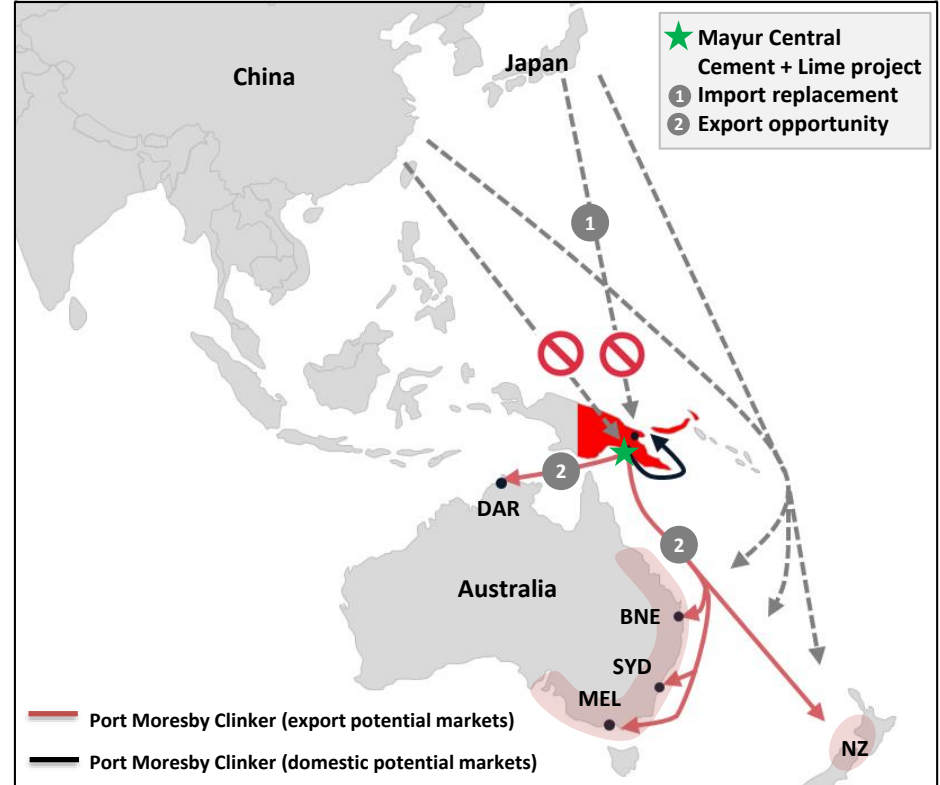 China
Japan
Mayur Central
Cement + Lime project
1 Import replacement
2 Export opportunity
1
2
DAR
2
Australia
BNE
SYD
MEL
NZ
Port Moresby Clinker (export potential markets)
Port Moresby Clinker (domestic potential markets)